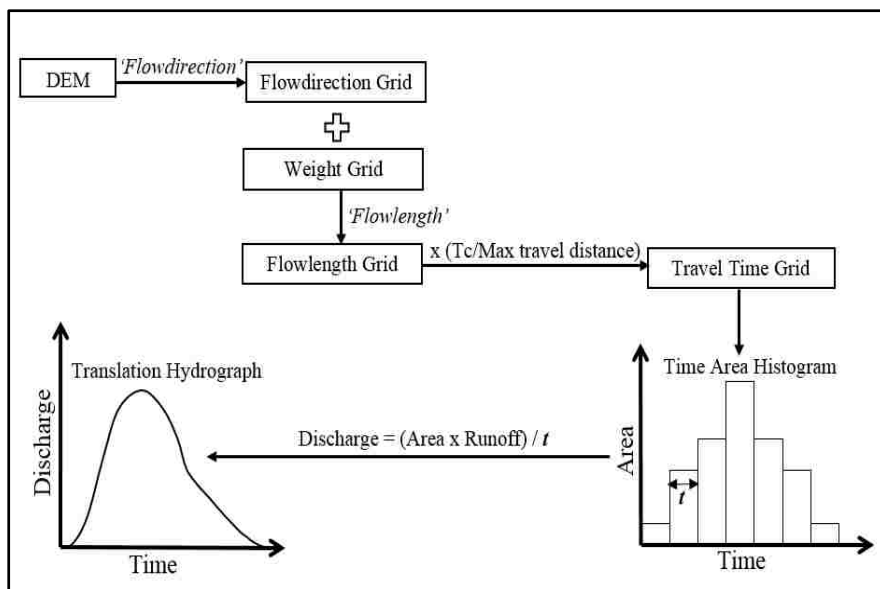 DEM
'Flowdirection'
Flowdirection Grid
Weight Grid
'Flowlength'
Flowlength Grid
x (Tc/Max travel distance)
Travel Time Grid
Translation Hydrograph
Discharge
Time
Discharge = (Area x Runoff) / t
Time Area Histogram
Area
t
Time